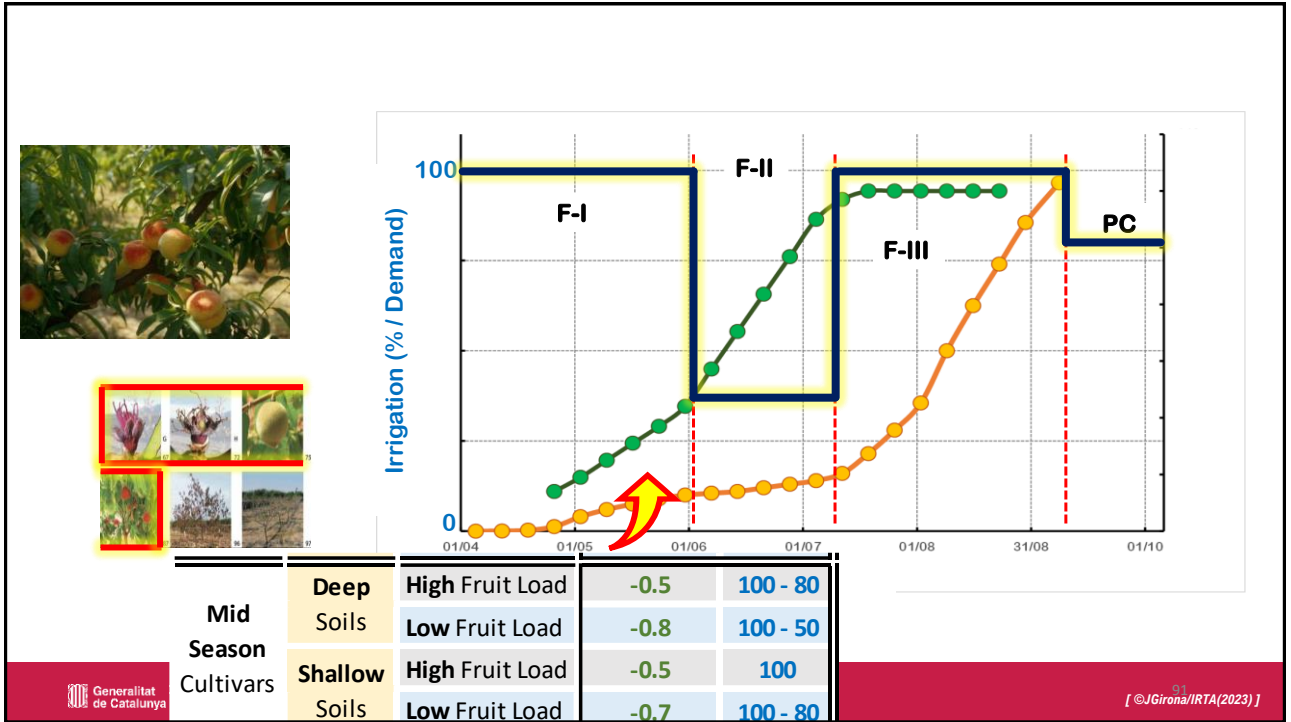 100
F-II
F-I
F-III
PC
Irrigation (% / Demand)
0
01/04
01/05
01/06
01/07
01/08
31/08
01/10
Mid
Season
Cultivars
Deep
Soils
High Fruit Load
-0.5
100 - 80
Low Fruit Load
-0.8
100 - 50
Shallow
Soils
High Fruit Load
-0.5
100
Low Fruit Load
-0.7
100 - 80
Generalitat
de Catalunya
91
[ ©JGirona/IRTA(2023) ]